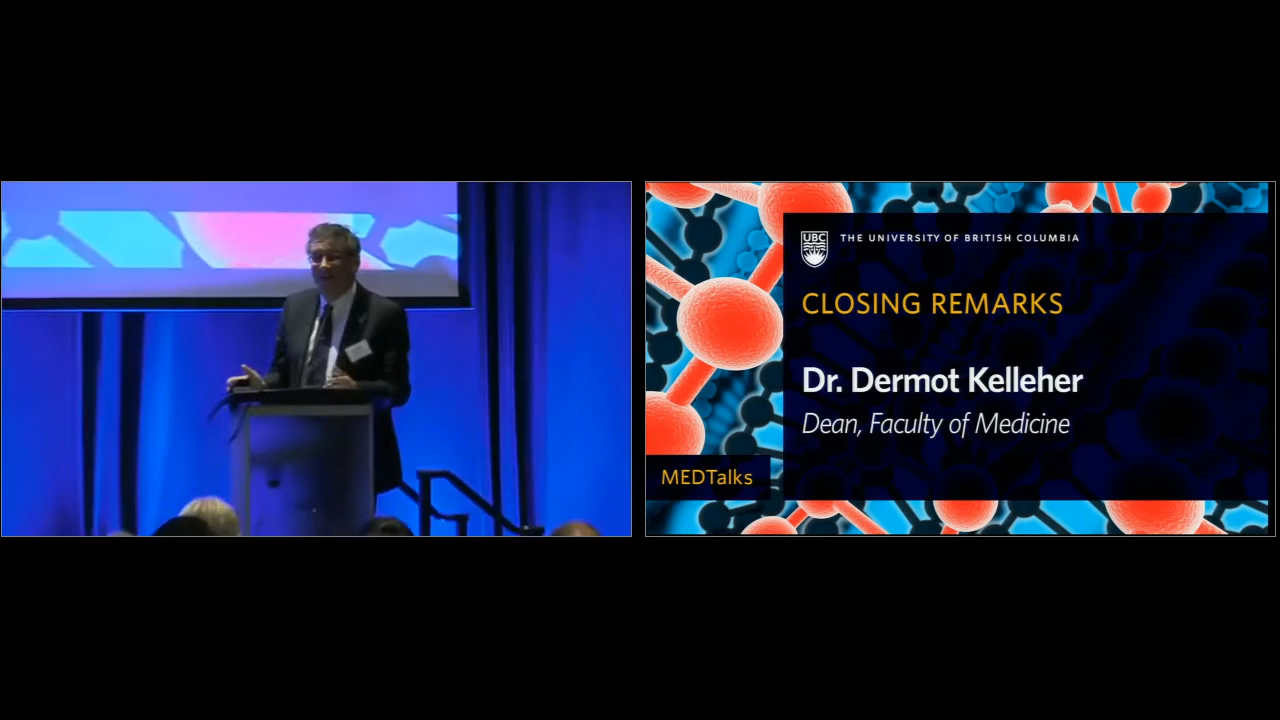 UBC
THE UNIVERSITY OF BRITISH COLUMBIA
CLOSING REMARKS
Dr. Dermot Kelleher
Dean, Faculty of Medicine
MEDTalks